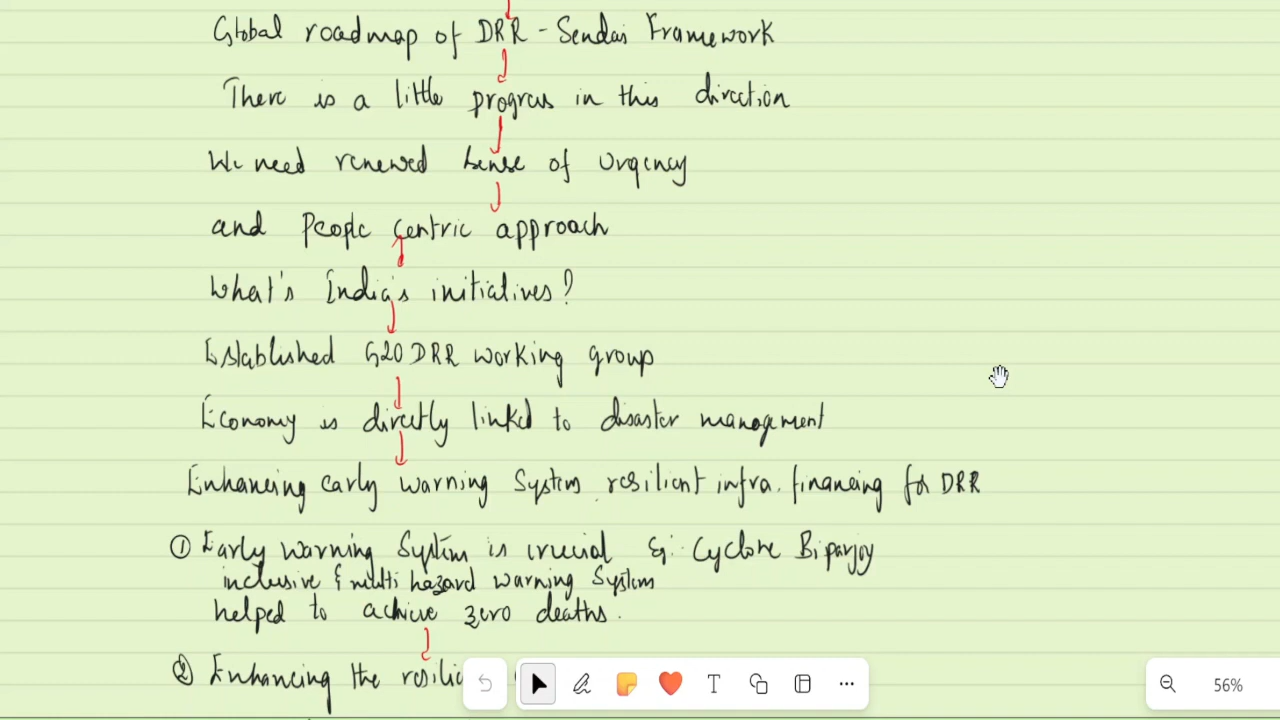 Global roadmap of DRR - Sendai Framework
There is a little progress in this direction
We need renewed sense of urgency
and People centric approach
What's India's initiatives?
Established G20 DRR working group
Economy is directly linked to disaster management
Enhancing early warning System, resilient infra. financing for DRR
① Early warning System is crucial Eg: Cyclone Biparjoy
inclusive & multi hazard warning System
helped to achieve zero deaths.
② Enhancing the
56%